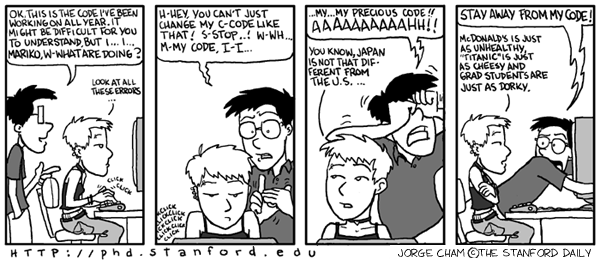 OK, THIS IS THE CODE I'VE BEEN
WORKING ON ALL YEAR. IT
MIGHT BE DIFFICULT FOR YOU
TO UNDERSTAND, BUT I... I...
MARIKO, W-WHAT ARE DOING?
LOOK AT ALL
THESE ERRORS...
CLICK
CLICK
CLICK
H-HEY, YOU CAN'T JUST
CHANGE MY C-CODE LIKE
THAT! S-STOP..! W-WH...
M-MY CODE, I-I...
CLICK
CLICKCLICK
CLICK
CLICKCLICK
CLICK
...MY...MY PRECIOUS CODE!!
AAAAAAAAAAHH!!
YOU KNOW, JAPAN
IS NOT THAT DIF-
FERENT FROM
THE U.S. ...
STAY AWAY FROM MY CODE!
McDONALD'S IS JUST
AS UNHEALTHY,
"TITANIC" IS JUST
AS CHEESY AND
GRAD STUDENTS ARE
JUST AS DORKY.
HTTP://phd.stanford.edu
JORGE CHAM ©THE STANFORD DAILY